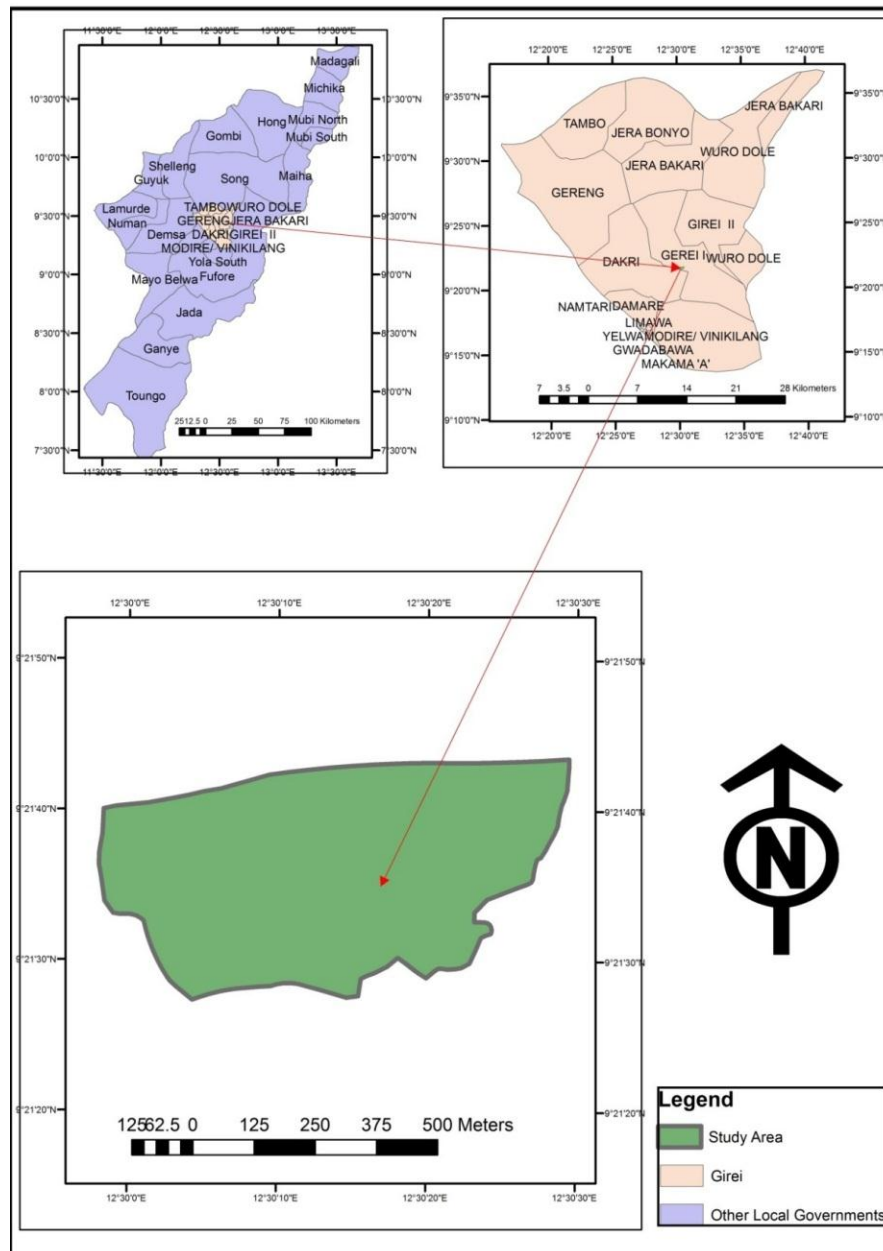 11°30'0"E 12°0'0"E 12°30'0"E 13°0'0"E 13°30'0"E
Madagali
Michika
10°30'0"N 10°30'0"N
Hong Mubi North
Gombi Mubi South
10°0'0"N 10°0'0"N
Shelleng Song Maiha
Guyuk
Lamurde TAMBO WURO DOLE
9°30'0"N 9°30'0"N
Numan GERENG JERA BAKARI
Demsa DAKRI GIREI II
MODIRE/ VINIKILANG
Yola South
9°0'0"N 9°0'0"N
Mayo Belwa Fufore
Jada
8°30'0"N 8°30'0"N
Ganye
8°0'0"N 8°0'0"N
Toungo
25 12.5 0 25 50 75 100 Kilometers
7°30'0"N 7°30'0"N
11°30'0"E 12°0'0"E 12°30'0"E 13°0'0"E 13°30'0"E
12°20'0"E 12°25'0"E 12°30'0"E 12°35'0"E 12°40'0"E
9°35'0"N 9°35'0"N
JERA BAKARI
TAMBO
JERA BONYO
WURO DOLE
9°30'0"N 9°30'0"N
JERA BAKARI
GERENG
9°25'0"N 9°25'0"N
GIREI II
DAKRI GEREI I WURO DOLE
9°20'0"N 9°20'0"N
NAMTARI DAMARE
LIMAWA
YELWA MODIRE/ VINIKILANG
9°15'0"N 9°15'0"N
GWADABAWA
MAKAMA 'A'
7 3.5 0 7 14 21 28 Kilometers
9°10'0"N 9°10'0"N
12°20'0"E 12°25'0"E 12°30'0"E 12°35'0"E 12°40'0"E
12°30'0"E 12°30'10"E 12°30'20"E 12°30'30"E
9°21'50"N 9°21'50"N
9°21'40"N 9°21'40"N
9°21'30"N 9°21'30"N
9°21'20"N 9°21'20"N
125 62.5 0 125 250 375 500 Meters
12°30'0"E 12°30'10"E 12°30'20"E 12°30'30"E
N
Legend
Study Area
Girei
Other Local Governments